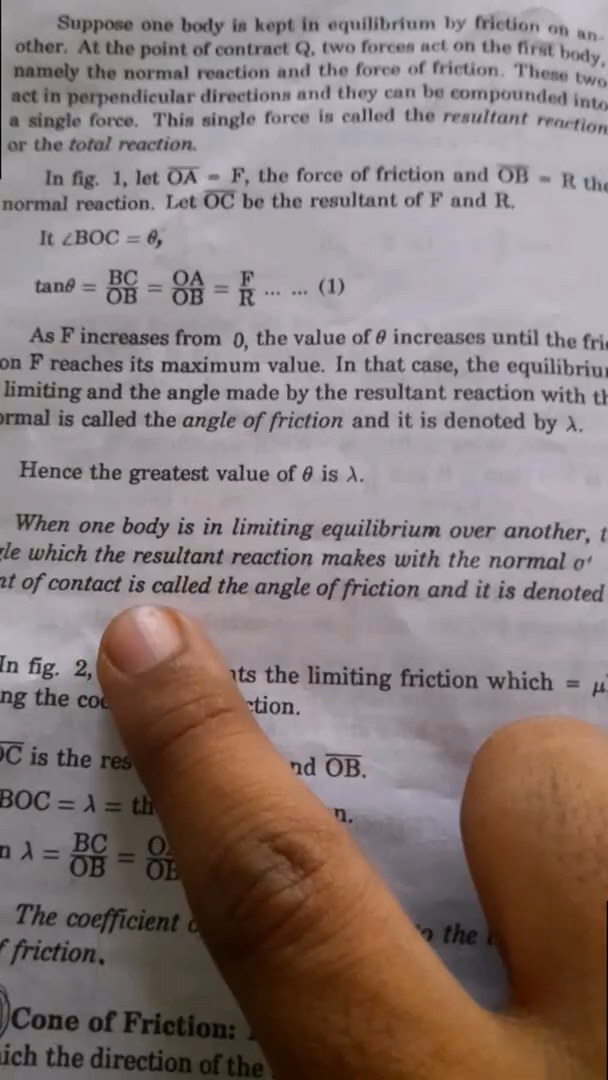 Suppose one body is kept in equilibrium by friction on an-
other. At the point of contract Q, two forces act on the first body,
namely the normal reaction and the force of friction. These two
act in perpendicular directions and they can be compounded into
a single force. This single force is called the resultant reaction
or the total reaction.
In fig. 1, let O̅A̅ = F, the force of friction and O̅B̅ = R the
normal reaction. Let O̅C̅ be the resultant of F and R.
It ∠BOC = θ,
tanθ = BC/OB = OA/OB = F/R ... ... (1)
As F increases from 0, the value of θ increases until the fric
on F reaches its maximum value. In that case, the equilibriu
limiting and the angle made by the resultant reaction with th
ormal is called the angle of friction and it is denoted by λ.
Hence the greatest value of θ is λ.
When one body is in limiting equilibrium over another, t
gle which the resultant reaction makes with the normal
nt of contact is called the angle of friction and it is denoted
In fig. 2, nts the limiting friction which = μ
ng the co ction.
O̅C̅ is the res nd O̅B̅.
BOC = λ = th n.
n λ = BC/OB = O
The coefficient o the
f friction.
Cone of Friction:
ich the direction of the